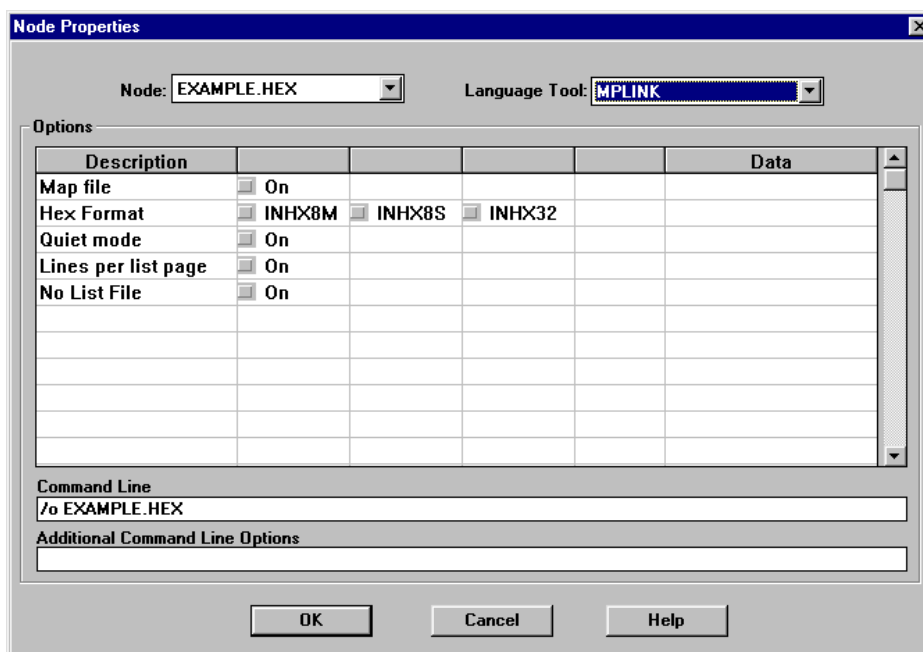 Node Properties
Node: EXAMPLE.HEX Language Tool: MPLINK
Options
Description Data
Map file On
Hex Format INHX8M INHX8S INHX32
Quiet mode On
Lines per list page On
No List File On
Command Line
/o EXAMPLE.HEX
Additional Command Line Options
OK Cancel Help